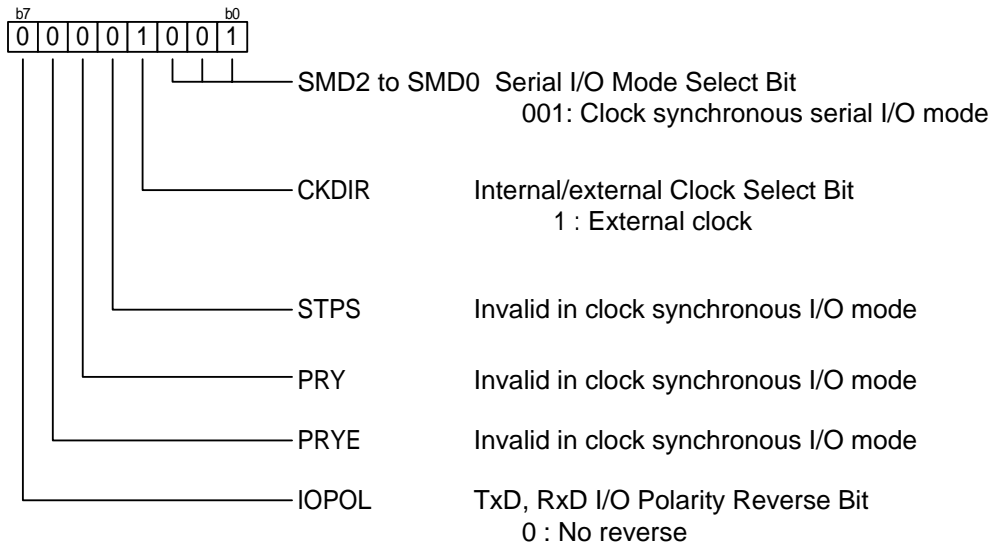 b7 b0
0 0 0 0 1 0 0 1
SMD2 to SMD0 Serial I/O Mode Select Bit
001: Clock synchronous serial I/O mode
CKDIR Internal/external Clock Select Bit
1 : External clock
STPS Invalid in clock synchronous I/O mode
PRY Invalid in clock synchronous I/O mode
PRYE Invalid in clock synchronous I/O mode
IOPOL TxD, RxD I/O Polarity Reverse Bit
0 : No reverse